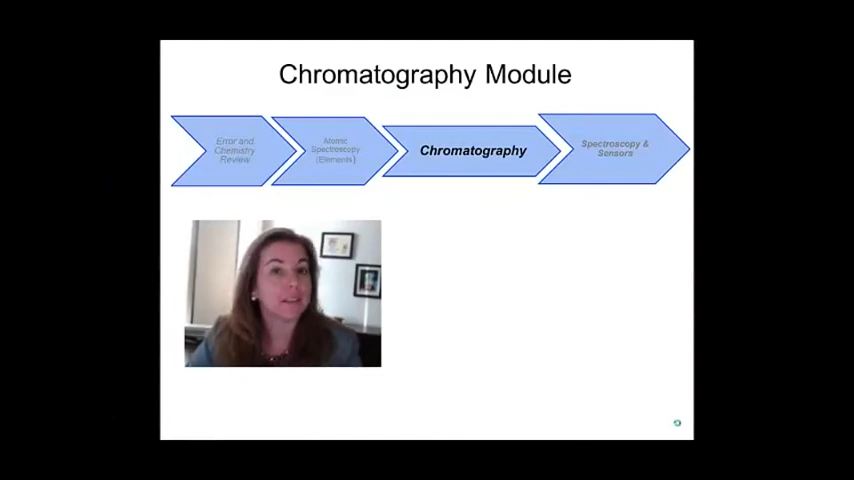 Chromatography Module
Error and
Chemistry
Review
Atomic
Spectroscopy
(Elements)
Chromatography
Spectroscopy &
Sensors